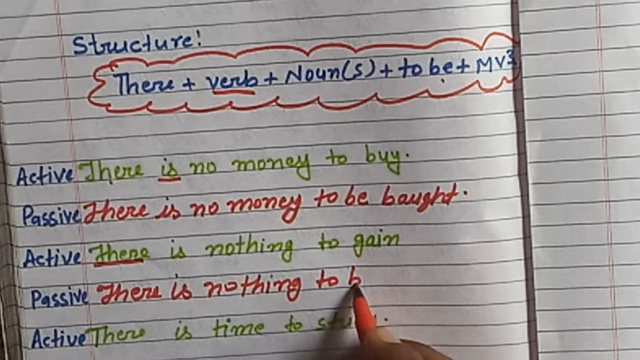 Structure!
There + verb + Noun(s) + to be + MV3
Active There is no money to buy.
Passive There is no money to be baught.
Active There is nothing to gain
Passive There is nothing to b
Active There is time to